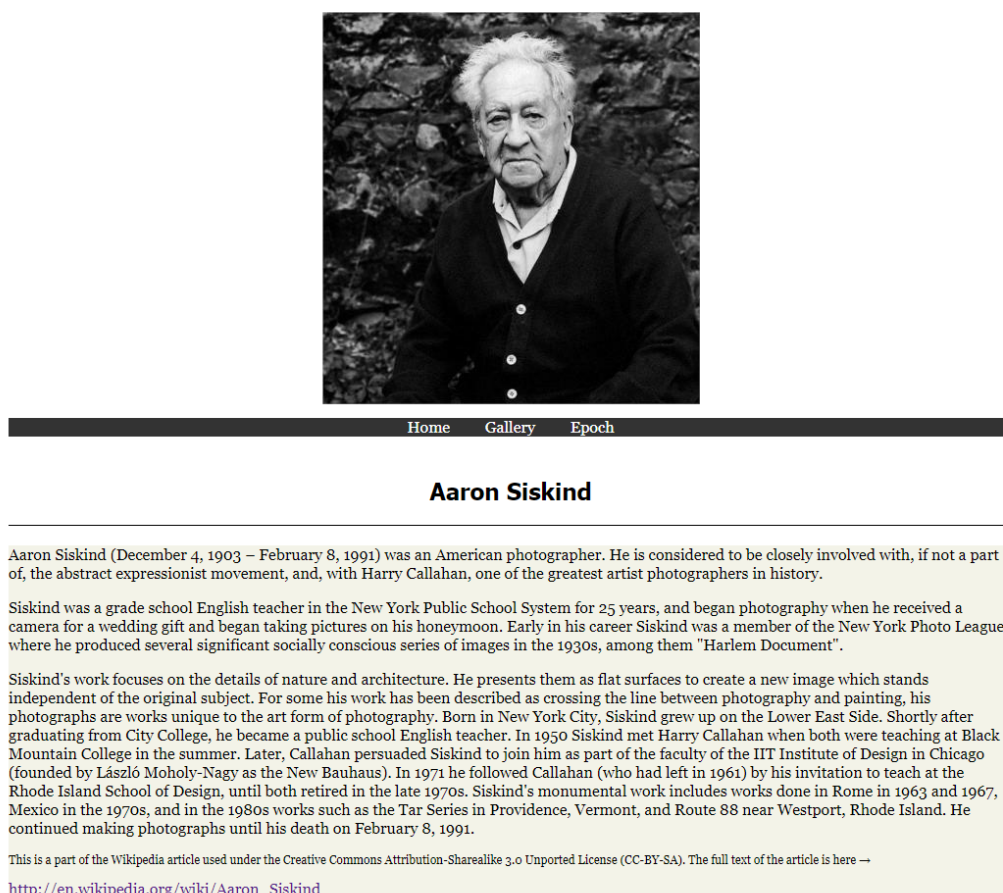 Home Gallery Epoch
Aaron Siskind
Aaron Siskind (December 4, 1903 – February 8, 1991) was an American photographer. He is considered to be closely involved with, if not a part
of, the abstract expressionist movement, and, with Harry Callahan, one of the greatest artist photographers in history.
Siskind was a grade school English teacher in the New York Public School System for 25 years, and began photography when he received a
camera for a wedding gift and began taking pictures on his honeymoon. Early in his career Siskind was a member of the New York Photo League
where he produced several significant socially conscious series of images in the 1930s, among them "Harlem Document".
Siskind's work focuses on the details of nature and architecture. He presents them as flat surfaces to create a new image which stands
independent of the original subject. For some his work has been described as crossing the line between photography and painting, his
photographs are works unique to the art form of photography. Born in New York City, Siskind grew up on the Lower East Side. Shortly after
graduating from City College, he became a public school English teacher. In 1950 Siskind met Harry Callahan when both were teaching at Black
Mountain College in the summer. Later, Callahan persuaded Siskind to join him as part of the faculty of the IIT Institute of Design in Chicago
(founded by László Moholy-Nagy as the New Bauhaus). In 1971 he followed Callahan (who had left in 1961) by his invitation to teach at the
Rhode Island School of Design, until both retired in the late 1970s. Siskind's monumental work includes works done in Rome in 1963 and 1967,
Mexico in the 1970s, and in the 1980s works such as the Tar Series in Providence, Vermont, and Route 88 near Westport, Rhode Island. He
continued making photographs until his death on February 8, 1991.
This is a part of the Wikipedia article used under the Creative Commons Attribution-Sharealike 3.0 Unported License (CC-BY-SA). The full text of the article is here →
http://en.wikipedia.org/wiki/Aaron_Siskind